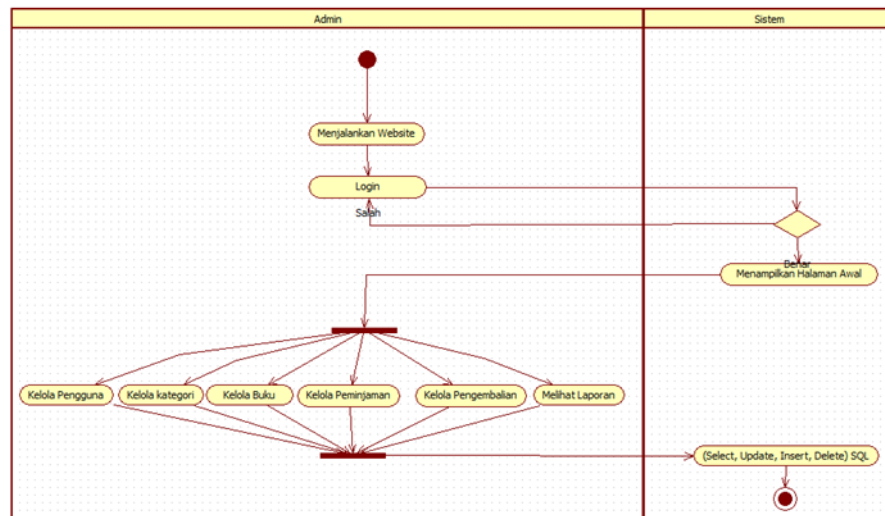 Admin
Sistem
Menjalankan Website
Login
Salah
Benar
Menampilkan Halaman Awal
Kelola Pengguna
Kelola kategori
Kelola Buku
Kelola Peminjaman
Kelola Pengembalian
Melihat Laporan
(Select, Update, Insert, Delete) SQL